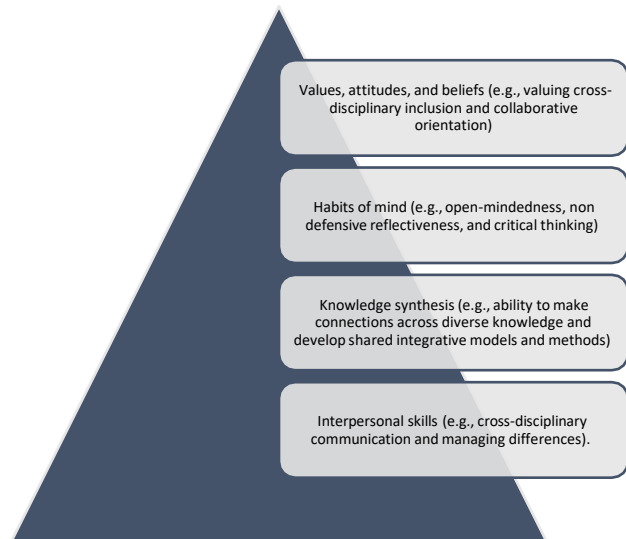 Values, attitudes, and beliefs (e.g., valuing cross-
disciplinary inclusion and collaborative
orientation)
Habits of mind (e.g., open-mindedness, non
defensive reflectiveness, and critical thinking)
Knowledge synthesis (e.g., ability to make
connections across diverse knowledge and
develop shared integrative models and methods)
Interpersonal skills (e.g., cross-disciplinary
communication and managing differences).